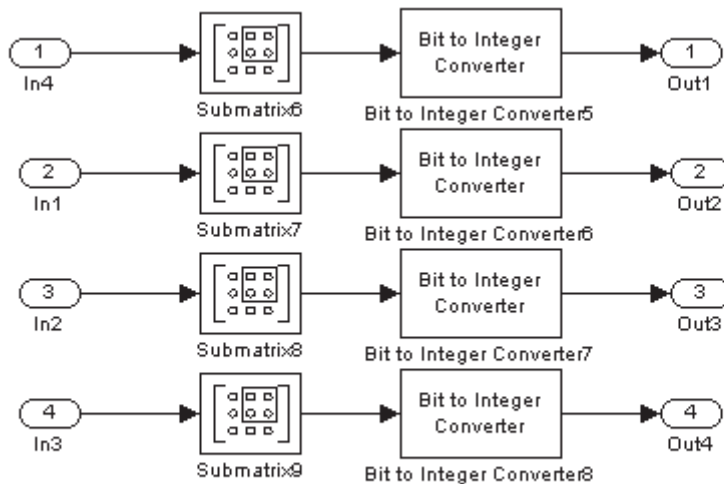 1
Bit to Integer
Converter
1
In4
Submatrix6
Bit to Integer Converter5
Out1
2
Bit to Integer
Converter
2
In1
Submatrix7
Bit to Integer Converter6
Out2
3
Bit to Integer
Converter
3
In2
Submatrix8
Bit to Integer Converter7
Out3
4
Bit to Integer
Converter
4
In3
Submatrix9
Bit to Integer Converter8
Out4